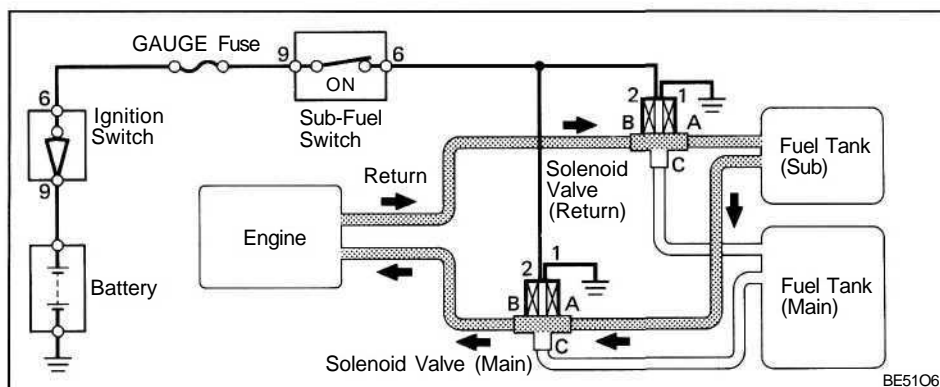 GAUGE Fuse
9
6
ON
Sub-Fuel
Switch
6
Ignition
Switch
9
Battery
2
1
B
A
C
Fuel Tank
(Sub)
Return
Solenoid
Valve
(Return)
Engine
2
1
B
A
C
Fuel Tank
(Main)
Solenoid Valve (Main)
BE51O6